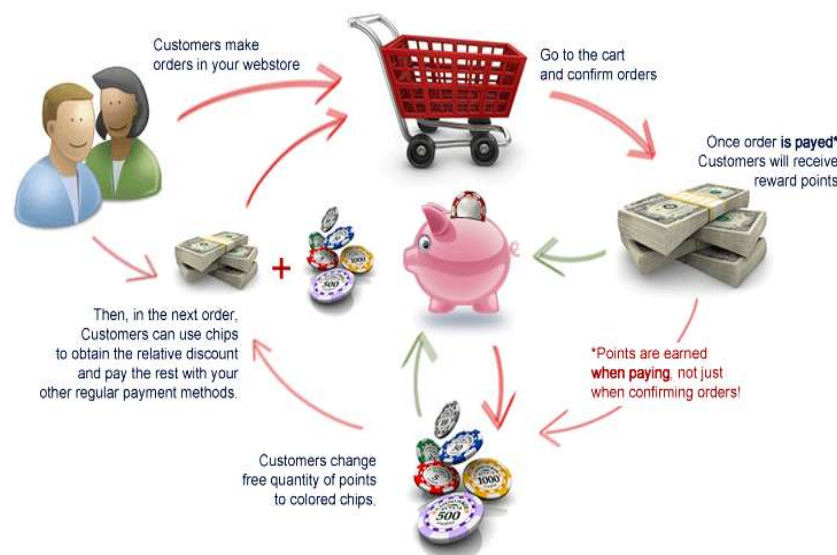 Customers make
orders in your webstore
Go to the cart
and confirm orders
Once order is payed*
Customers will receive
reward points
+
Then, in the next order,
Customers can use chips
to obtain the relative discount
and pay the rest with your
other regular payment methods.
1000
500
*Points are earned
when paying, not just
when confirming orders!
Customers change
free quantity of points
to colored chips,
50
1000
500